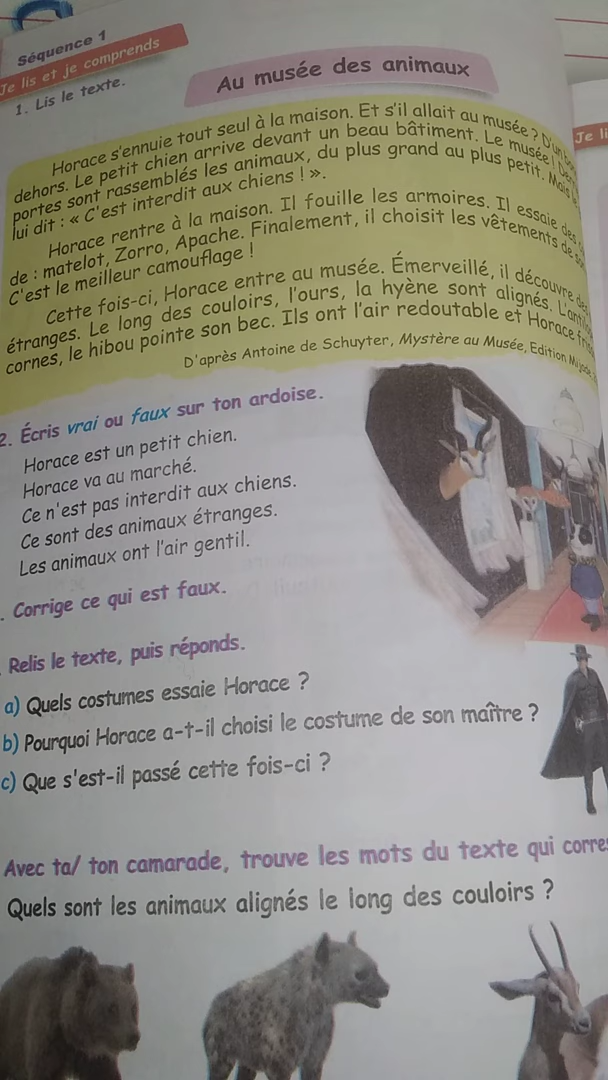 Séquence 1
Je lis et je comprends
1. Lis le texte.
Au musée des animaux
Horace s'ennuie tout seul à la maison. Et s'il allait au musée ? D'un
dehors. Le petit chien arrive devant un beau bâtiment. Le musée !
portes sont rassemblés les animaux, du plus grand au plus petit. Mais
lui dit : « C'est interdit aux chiens ! ».
Horace rentre à la maison. Il fouille les armoires. Il essaie des
de : matelot, Zorro, Apache. Finalement, il choisit les vêtements de
C'est le meilleur camouflage !
Cette fois-ci, Horace entre au musée. Émerveillé, il découvre
étranges. Le long des couloirs, l'ours, la hyène sont alignés.
cornes, le hibou pointe son bec. Ils ont l'air redoutable et Horace
D'après Antoine de Schuyter, Mystère au Musée, Edition
2. Écris vrai ou faux sur ton ardoise.
Horace est un petit chien.
Horace va au marché.
Ce n'est pas interdit aux chiens.
Ce sont des animaux étranges.
Les animaux ont l'air gentil.
. Corrige ce qui est faux.
Relis le texte, puis réponds.
a) Quels costumes essaie Horace ?
b) Pourquoi Horace a-t-il choisi le costume de son maître ?
c) Que s'est-il passé cette fois-ci ?
Avec ta/ ton camarade, trouve les mots du texte qui
Quels sont les animaux alignés le long des couloirs ?
Je li